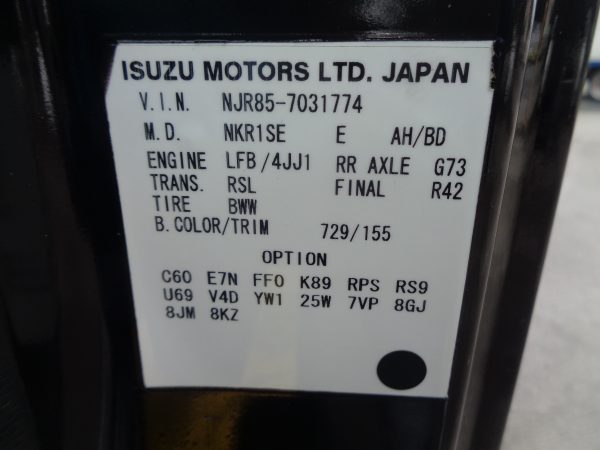 ISUZU MOTORS LTD. JAPAN
V.I.N. NJR85-7031774
M.D. NKR1SE E AH/BD
ENGINE LFB/4JJ1 RR AXLE G73
TRANS. RSL FINAL R42
TIRE BWW
B.COLOR/TRIM 729/155
OPTION
C60 E7N FF0 K89 RPS RS9
U69 V4D YW1 25W 7VP 8GJ
8JM 8KZ